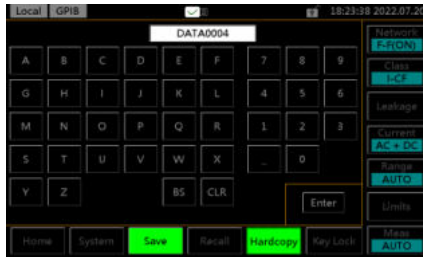 Local GPIB 18:23:38 2022.07.20
DATA0004
Network
F-F(ON)
A B C D E F 7 8 9
Class
I-CF
G H I J K L 4 5 6
Leakage
M N O P Q R 1 2 3
Current
AC + DC
S T U V W X _ 0
Range
AUTO
Y Z BS CLR Enter
Limits
Home System Save Recall Hardcopy Key Lock
Meas
AUTO